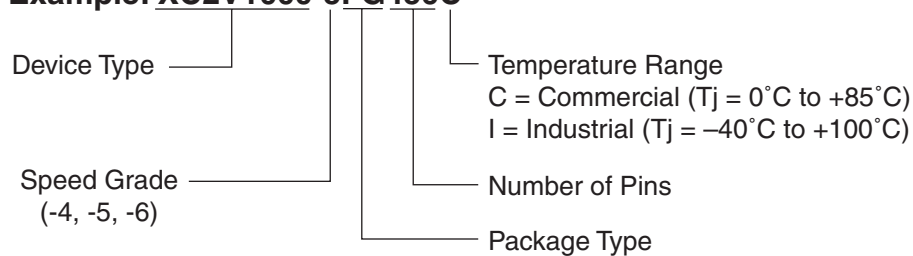 Example:
Device Type
Temperature Range
C = Commercial (Tj = 0˚C to +85˚C)
I = Industrial (Tj = –40˚C to +100˚C)
Speed Grade
(-4, -5, -6)
Number of Pins
Package Type